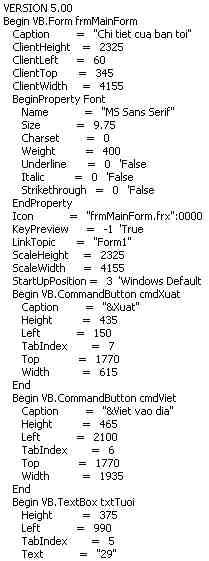 VERSION 5.00
Begin VB.Form frmMainForm
Caption = "Chi tiet cua ban toi"
ClientHeight = 2325
ClientLeft = 60
ClientTop = 345
ClientWidth = 4155
BeginProperty Font
Name = "MS Sans Serif"
Size = 9.75
Charset = 0
Weight = 400
Underline = 0 'False
Italic = 0 'False
Strikethrough = 0 'False
EndProperty
Icon = "frmMainForm.frx":0000
KeyPreview = -1 'True
LinkTopic = "Form1"
ScaleHeight = 2325
ScaleWidth = 4155
StartUpPosition = 3 'Windows Default
Begin VB.CommandButton cmdXuat
Caption = "&Xuat"
Height = 435
Left = 150
TabIndex = 7
Top = 1770
Width = 615
End
Begin VB.CommandButton cmdViet
Caption = "&Viet vao dia"
Height = 465
Left = 2100
TabIndex = 6
Top = 1770
Width = 1935
End
Begin VB.TextBox txtTuoi
Height = 375
Left = 990
TabIndex = 5
Text = "29"